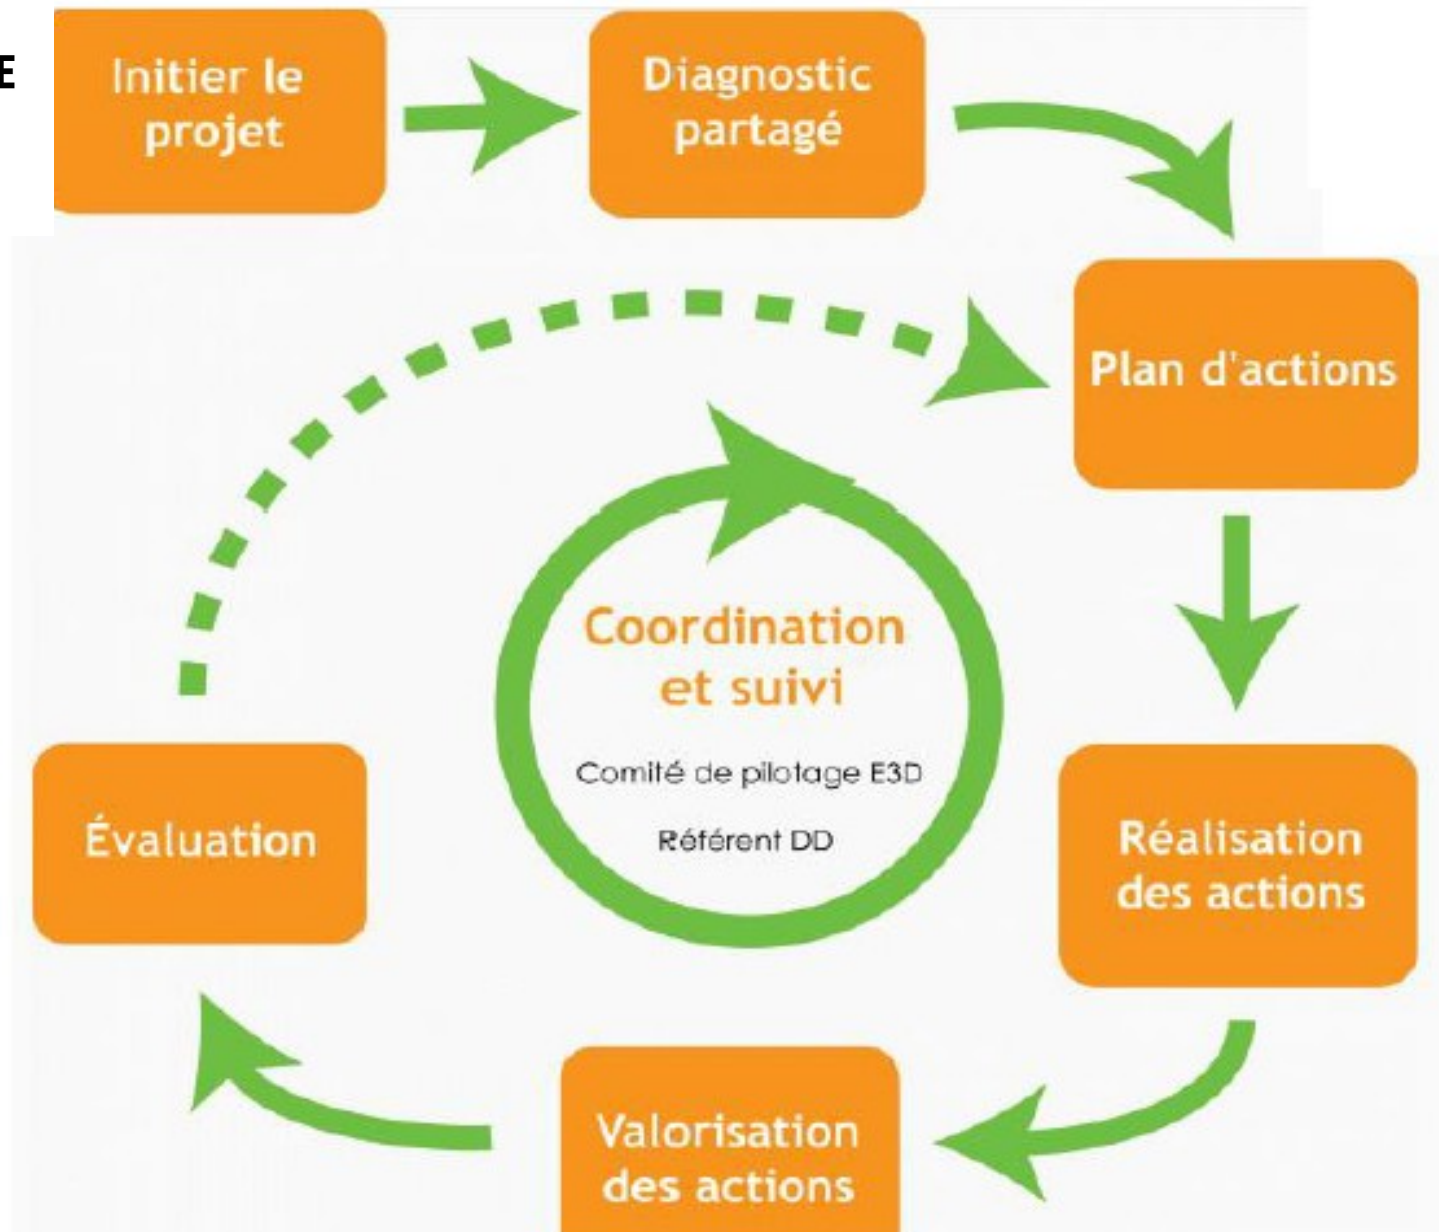 E
Initier le
projet
Diagnostic
partagé
Plan d'actions
Coordination
et suivi
Comité de pilotage E3D
Référent DD
Évaluation
Réalisation
des actions
Valorisation
des actions